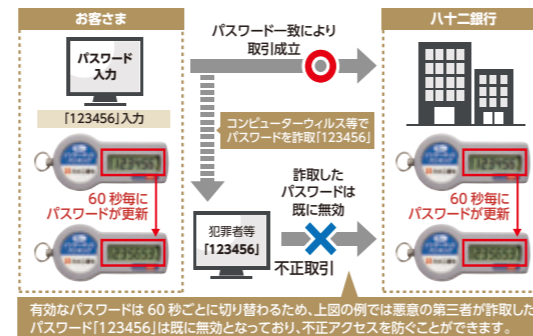 お客さま
パスワード
入力
「123456」入力
60 秒毎に
パスワードが更新
パスワード一致により
取引成立
コンピューターウィルス等で
パスワードを詐取「123456」
犯罪者等
「123456」
詐取した
パスワードは
既に無効
不正取引
八十二銀行
60 秒毎に
パスワードが更新
有効なパスワードは 60 秒ごとに切り替わるため、上図の例では悪意の第三者が詐取した
パスワード「123456」は既に無効となっており、不正アクセスを防ぐことができます。